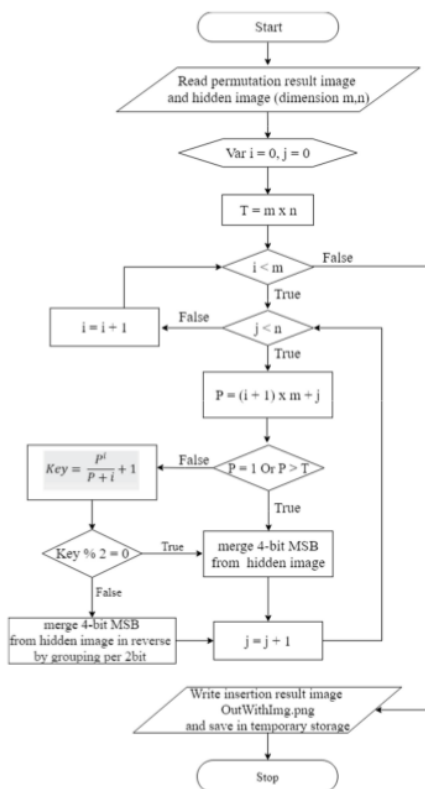 Start
Read permutation result image
and hidden image (dimension m,n)
Var i = 0, j = 0
T = m x n
i < m
False
True
i = i + 1
False
j < n
True
P = (i + 1) x m + j
Key = P^i / (P + i) + 1
False
P = 1 Or P > T
True
Key % 2 = 0
True
merge 4-bit MSB
from hidden image
False
merge 4-bit MSB
from hidden image in reverse
by grouping per 2bit
j = j + 1
Write insertion result image
OutWithImg.png
and save in temporary storage
Stop